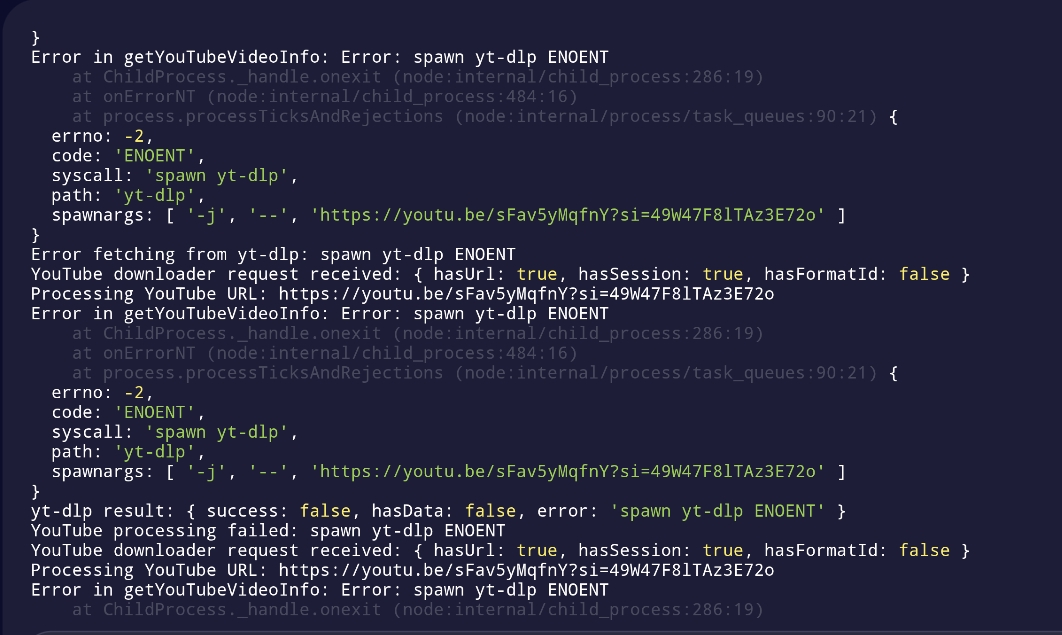 }
Error in getYouTubeVideoInfo: Error: spawn yt-dlp ENOENT
at ChildProcess._handle.onexit (node:internal/child_process:286:19)
at onErrorNT (node:internal/child_process:484:16)
at process.processTicksAndRejections (node:internal/process/task_queues:90:21) {
errno: -2,
code: 'ENOENT',
syscall: 'spawn yt-dlp',
path: 'yt-dlp',
spawnargs: [ '-j', '--', 'https://youtu.be/sFav5yMqfnY?si=49W47F8lTAz3E72o' ]
}
Error fetching from yt-dlp: spawn yt-dlp ENOENT
YouTube downloader request received: { hasUrl: true, hasSession: true, hasFormatId: false }
Processing YouTube URL: https://youtu.be/sFav5yMqfnY?si=49W47F8lTAz3E72o
Error in getYouTubeVideoInfo: Error: spawn yt-dlp ENOENT
at ChildProcess._handle.onexit (node:internal/child_process:286:19)
at onErrorNT (node:internal/child_process:484:16)
at process.processTicksAndRejections (node:internal/process/task_queues:90:21) {
errno: -2,
code: 'ENOENT',
syscall: 'spawn yt-dlp',
path: 'yt-dlp',
spawnargs: [ '-j', '--', 'https://youtu.be/sFav5yMqfnY?si=49W47F8lTAz3E72o' ]
}
yt-dlp result: { success: false, hasData: false, error: 'spawn yt-dlp ENOENT' }
YouTube processing failed: spawn yt-dlp ENOENT
YouTube downloader request received: { hasUrl: true, hasSession: true, hasFormatId: false }
Processing YouTube URL: https://youtu.be/sFav5yMqfnY?si=49W47F8lTAz3E72o
Error in getYouTubeVideoInfo: Error: spawn yt-dlp ENOENT
at ChildProcess._handle.onexit (node:internal/child_process:286:19)